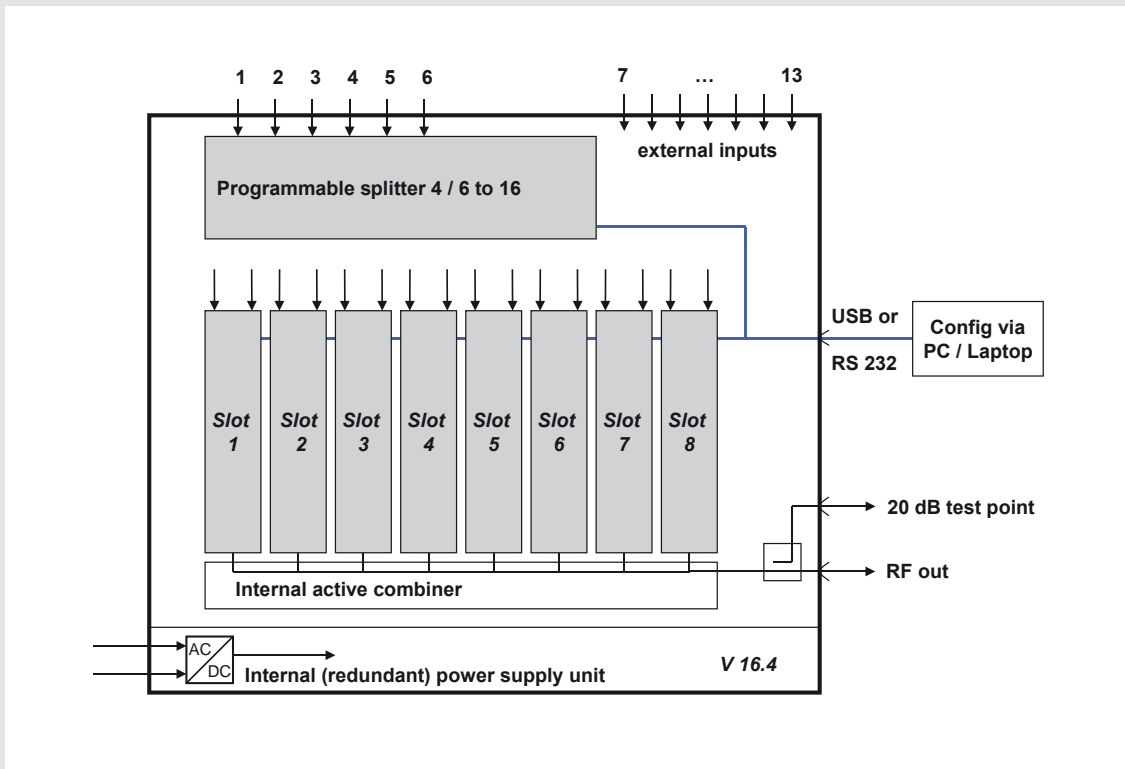 1 2 3 4 5 6 7 … 13
external inputs
Programmable splitter 4 / 6 to 16
USB or
RS 232
Config via
PC / Laptop
Slot
1
Slot
2
Slot
3
Slot
4
Slot
5
Slot
6
Slot
7
Slot
8
20 dB test point
RF out
Internal active combiner
AC
DC
Internal (redundant) power supply unit
V 16.4